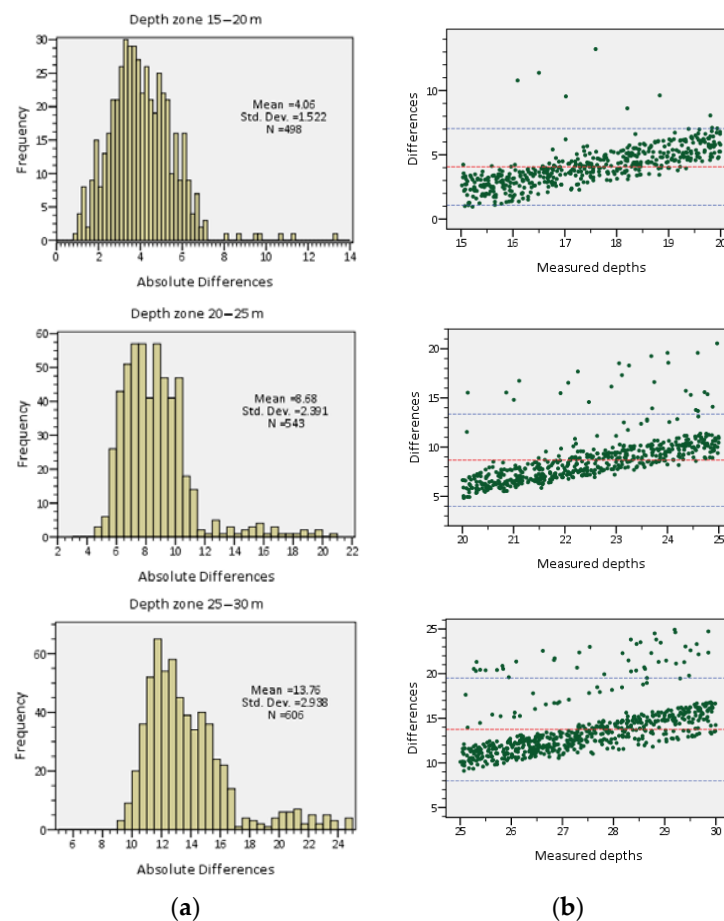 Depth zone 15–20 m
30
25
20
15
10
5
0
Frequency
Mean =4.06
Std. Dev. =1.522
N =498
0 2 4 6 8 10 12 14
Absolute Differences
10
5
0
Differences
15 16 17 18 19 20
Measured depths
Depth zone 20–25 m
60
50
40
30
20
10
0
Frequency
Mean =8.68
Std. Dev. =2.391
N =543
2 4 6 8 10 12 14 16 18 20 22
Absolute Differences
20
15
10
5
Differences
20 21 22 23 24 25
Measured depths
Depth zone 25–30 m
60
40
20
0
Frequency
Mean =13.76
Std. Dev. =2.938
N =606
6 8 10 12 14 16 18 20 22 24
Absolute Differences
25
20
15
10
5
Differences
25 26 27 28 29 30
Measured depths
(a) (b)